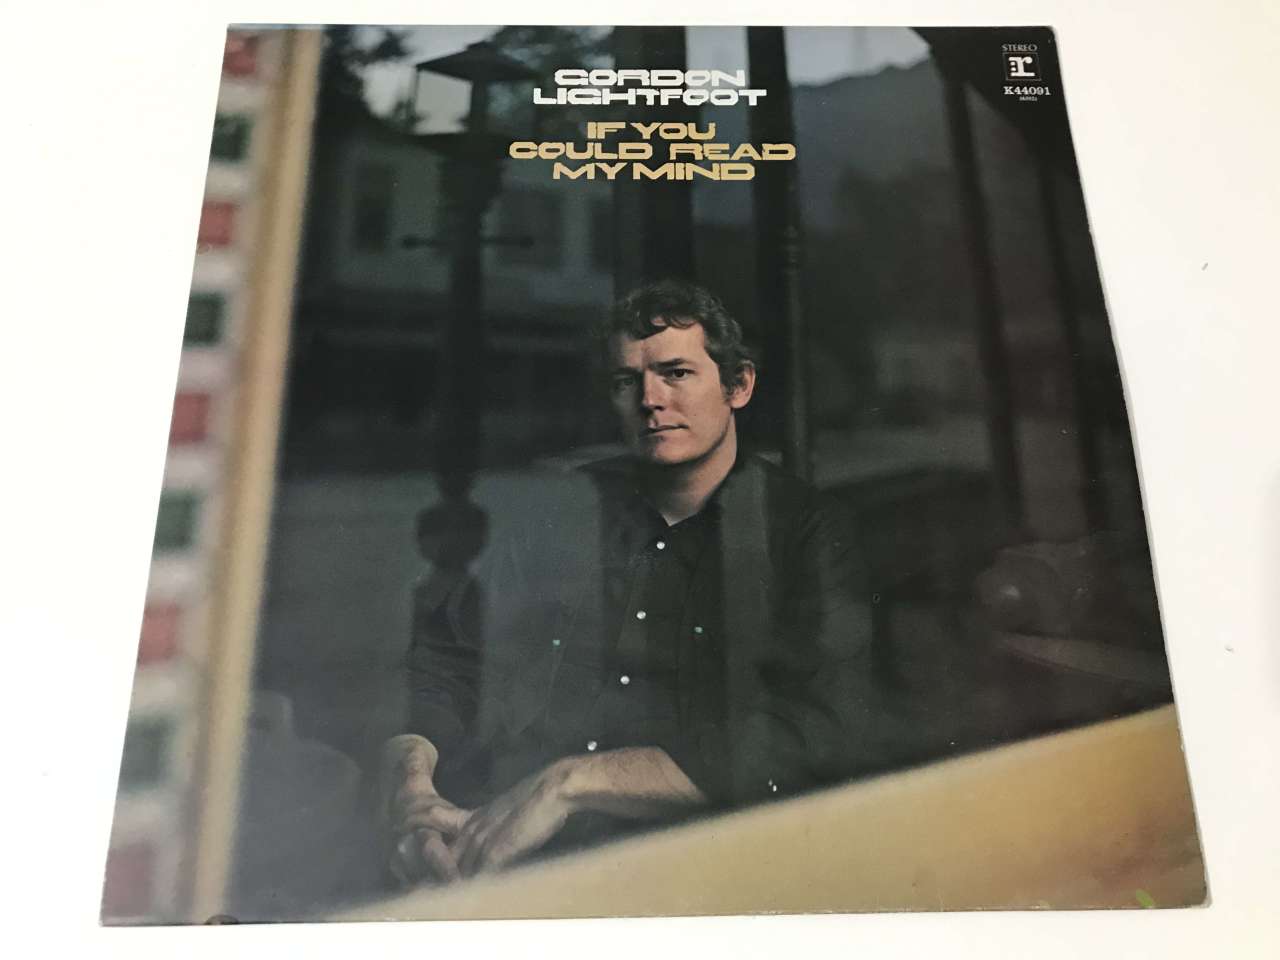 GORDON
LIGHTFOOT
IF YOU
COULD READ
MY MIND
STEREO
r
K44091